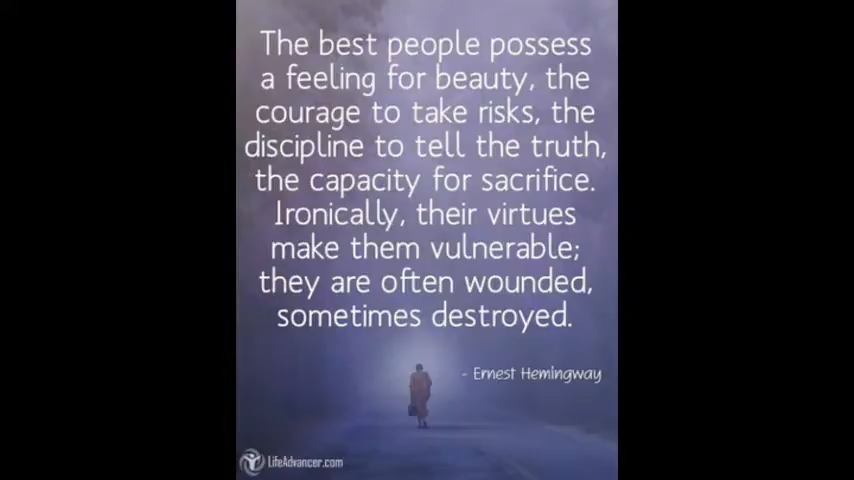 The best people possess
a feeling for beauty, the
courage to take risks, the
discipline to tell the truth,
the capacity for sacrifice.
Ironically, their virtues
make them vulnerable;
they are often wounded,
sometimes destroyed.
- Ernest Hemingway
LifeAdvancer.com